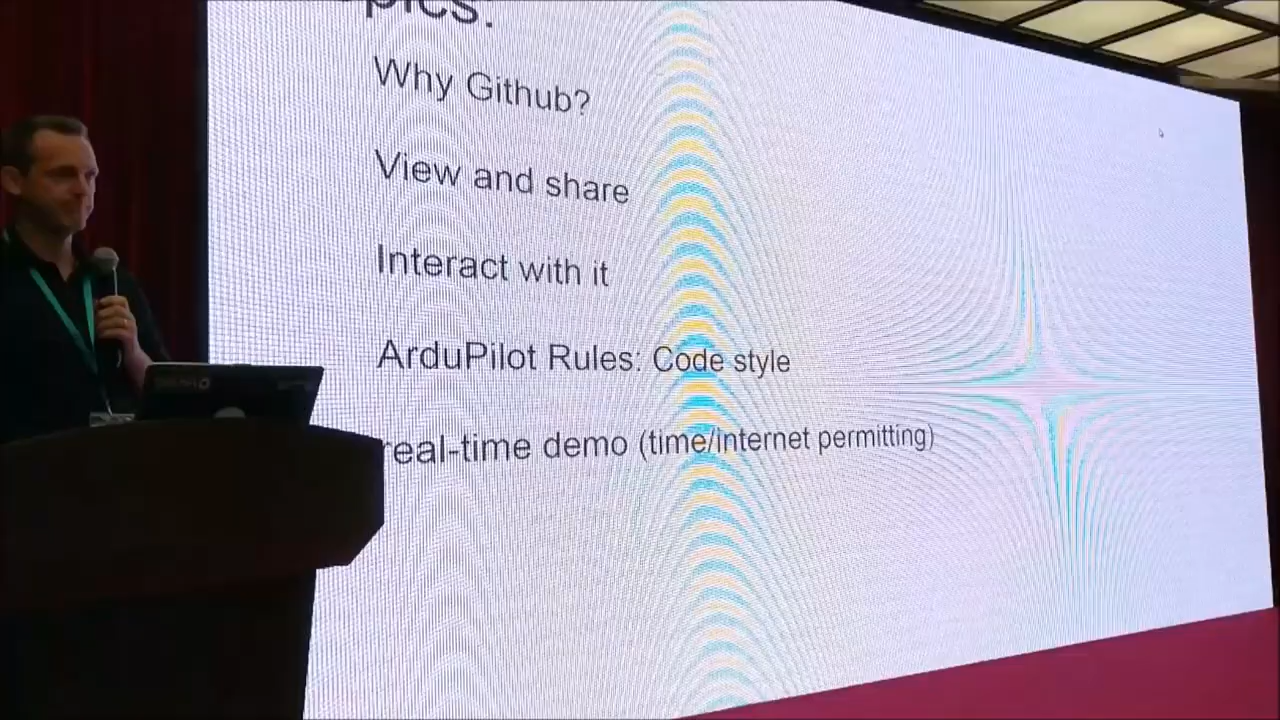 Why Github?
View and share
Interact with it
ArduPilot Rules: Code style
real-time demo (time/internet permitting)